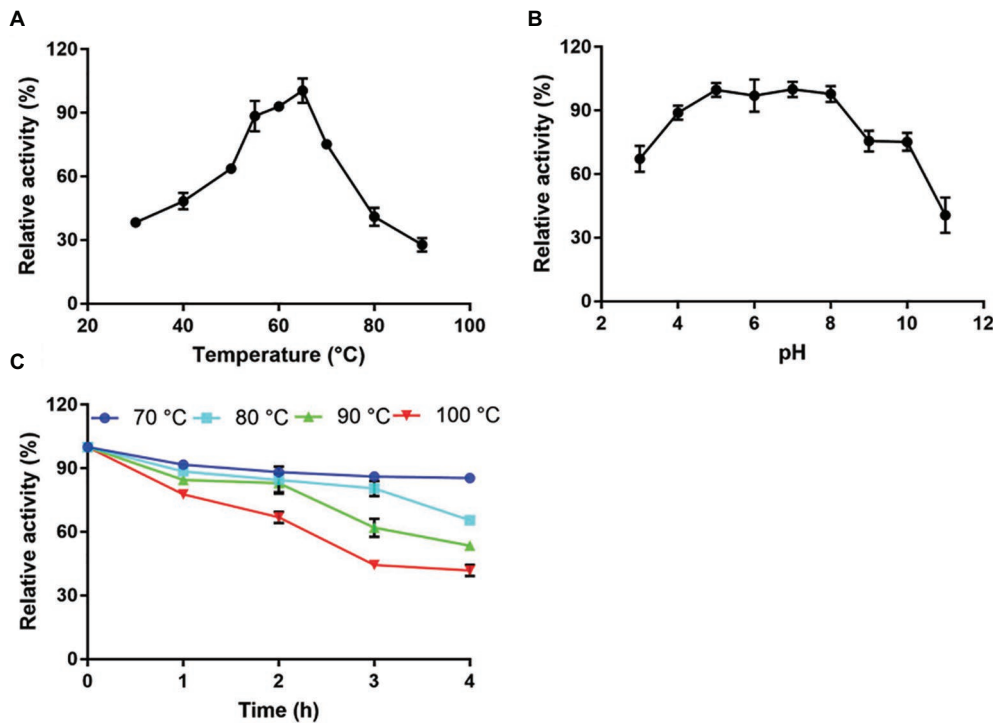 A
Relative activity (%)
120
90
60
30
0
20 40 60 80 100
Temperature (°C)
B
Relative activity (%)
120
90
60
30
0
2 4 6 8 10 12
pH
C
Relative activity (%)
120
90
60
30
0
70 °C 80 °C 90 °C 100 °C
0 1 2 3 4
Time (h)